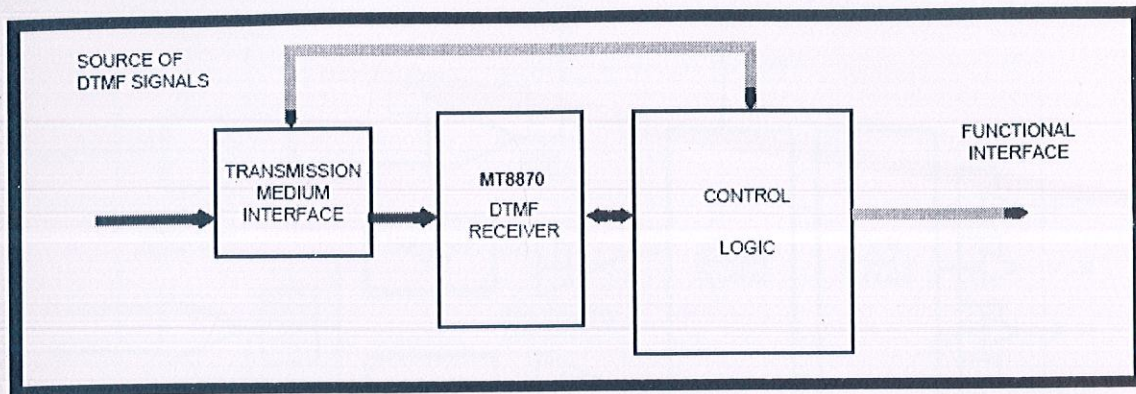 SOURCE OF
DTMF SIGNALS
TRANSMISSION
MEDIUM
INTERFACE
MT8870
DTMF
RECEIVER
CONTROL
LOGIC
FUNCTIONAL
INTERFACE